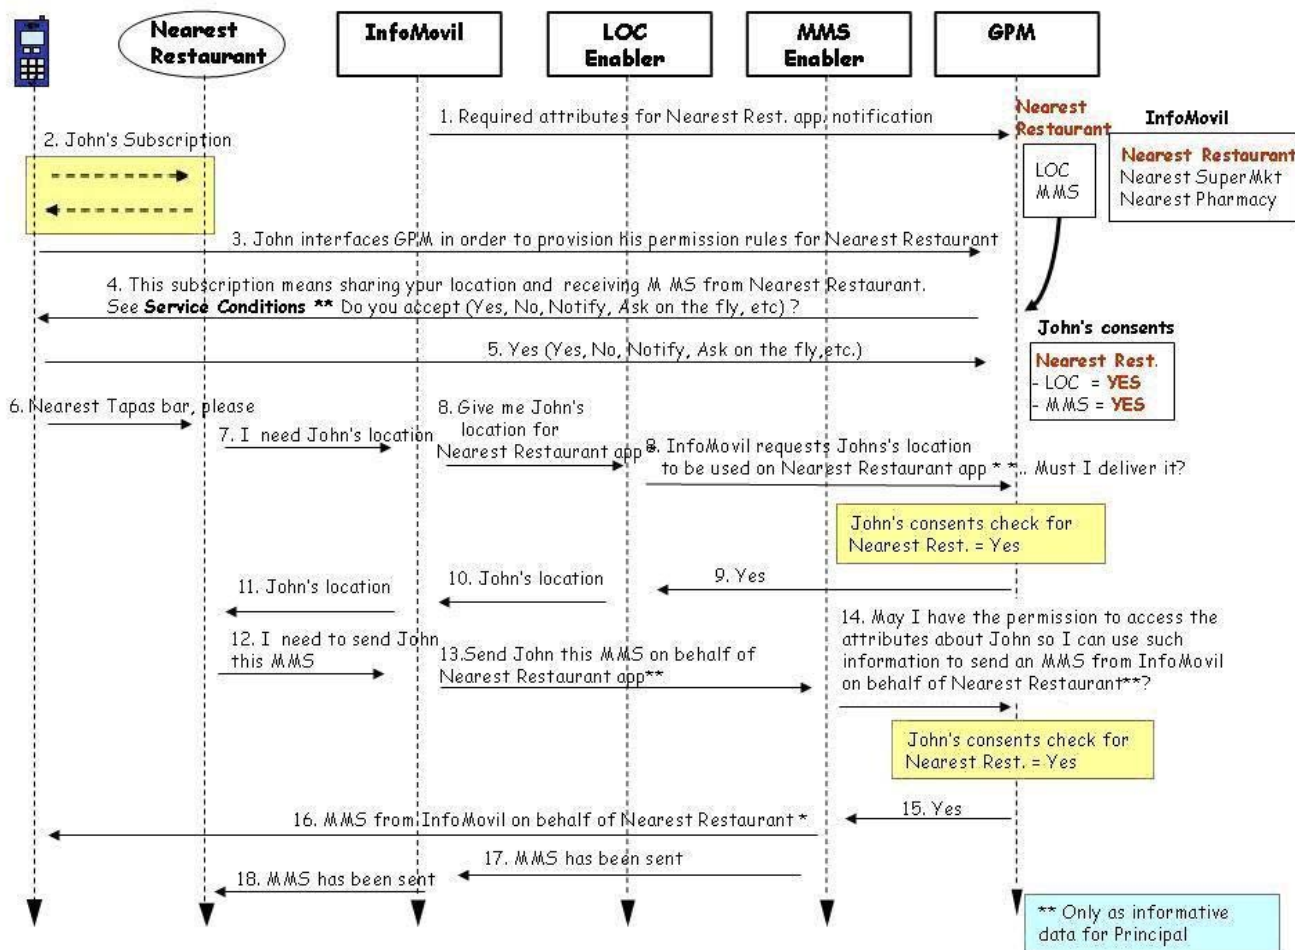 Nearest
Restaurant
InfoMovil
LOC
Enabler
MMS
Enabler
GPM
1. Required attributes for Nearest Rest. app. notification
Nearest
Restaurant
LOC
MMS
InfoMovil
Nearest Restaurant
Nearest SuperMkt
Nearest Pharmacy
2. John's Subscription
3. John interfaces GPM in order to provision his permission rules for Nearest Restaurant
4. This subscription means sharing your location and receiving MMS from Nearest Restaurant.
See Service Conditions ** Do you accept (Yes, No, Notify, Ask on the fly, etc) ?
John's consents
Nearest Rest.
- LOC = YES
- MMS = YES
5. Yes (Yes, No, Notify, Ask on the fly,etc.)
6. Nearest Tapas bar, please
7. I need John's location
8. Give me John's
location for
Nearest Restaurant app *
8. InfoMovil requests Johns's location
to be used on Nearest Restaurant app * *.. Must I deliver it?
John's consents check for
Nearest Rest. = Yes
9. Yes
10. John's location
11. John's location
12. I need to send John
this MMS
13.Send John this MMS on behalf of
Nearest Restaurant app**
14. May I have the permission to access the
attributes about John so I can use such
information to send an MMS from InfoMovil
on behalf of Nearest Restaurant**?
John's consents check for
Nearest Rest. = Yes
15. Yes
16. MMS from InfoMovil on behalf of Nearest Restaurant *
17. MMS has been sent
18. MMS has been sent
** Only as informative
data for Principal